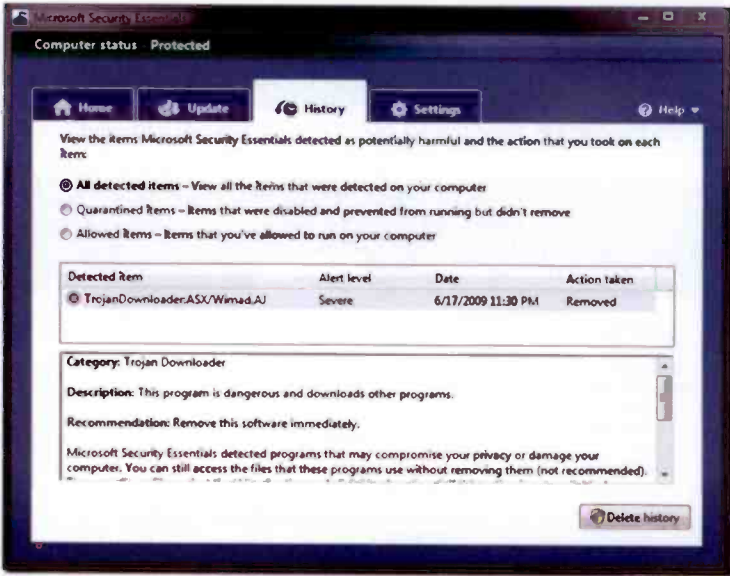 Microsoft Security Essentials
Computer status - Protected
Home
Update
History
Settings
Help
View the items Microsoft Security Essentials detected as potentially harmful and the action that you took on each
item:
All detected items – View all the items that were detected on your computer
Quarantined items – Items that were disabled and prevented from running but didn't remove
Allowed items – Items that you've allowed to run on your computer
Detected item Alert level Date Action taken
TrojanDownloader:ASX/Wimad.AJ Severe 6/17/2009 11:30 PM Removed
Category: Trojan Downloader
Description: This program is dangerous and downloads other programs.
Recommendation: Remove this software immediately.
Microsoft Security Essentials detected programs that may compromise your privacy or damage your
computer. You can still access the files that these programs use without removing them (not recommended).
Delete history